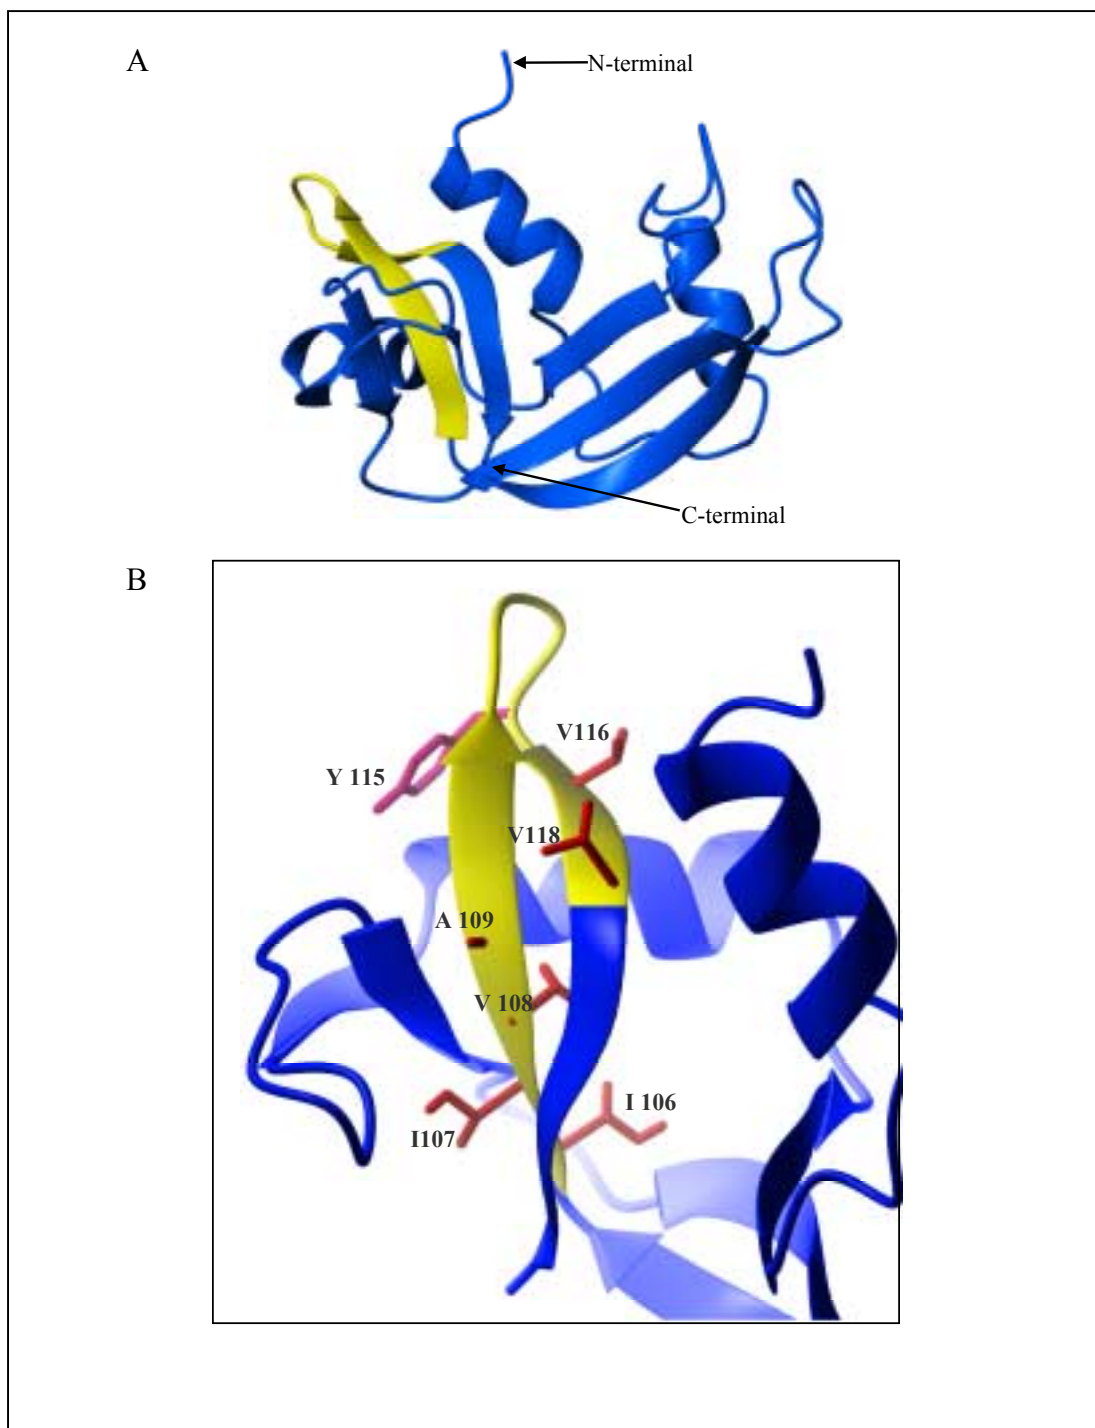 A
N-terminal
C-terminal
B
V116
Y 115
V118
A 109
V 108
I 106
I107